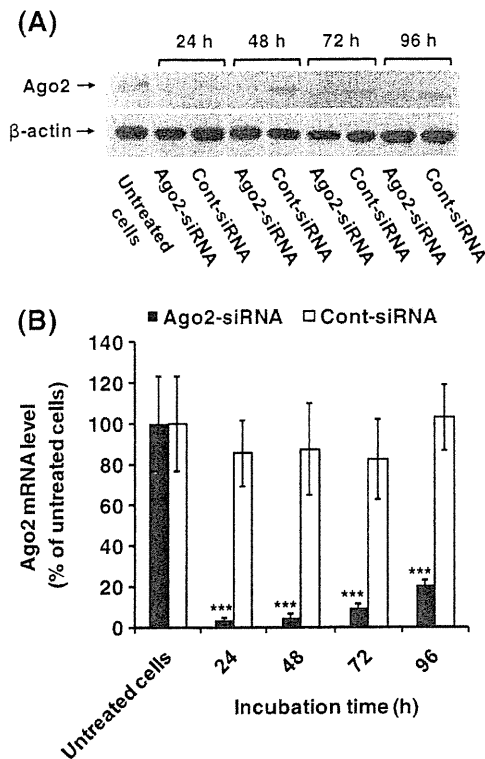 (A)
24 h 48 h 72 h 96 h
Ago2 →
β-actin →
Untreated cells
Ago2-siRNA
Cont-siRNA
Ago2-siRNA
Cont-siRNA
Ago2-siRNA
Cont-siRNA
Ago2-siRNA
Cont-siRNA
(B)
Ago2-siRNA Cont-siRNA
Ago2 mRNA level
(% of untreated cells)
140
120
100
80
60
40
20
0
***
***
***
***
Untreated cells
24
48
72
96
Incubation time (h)